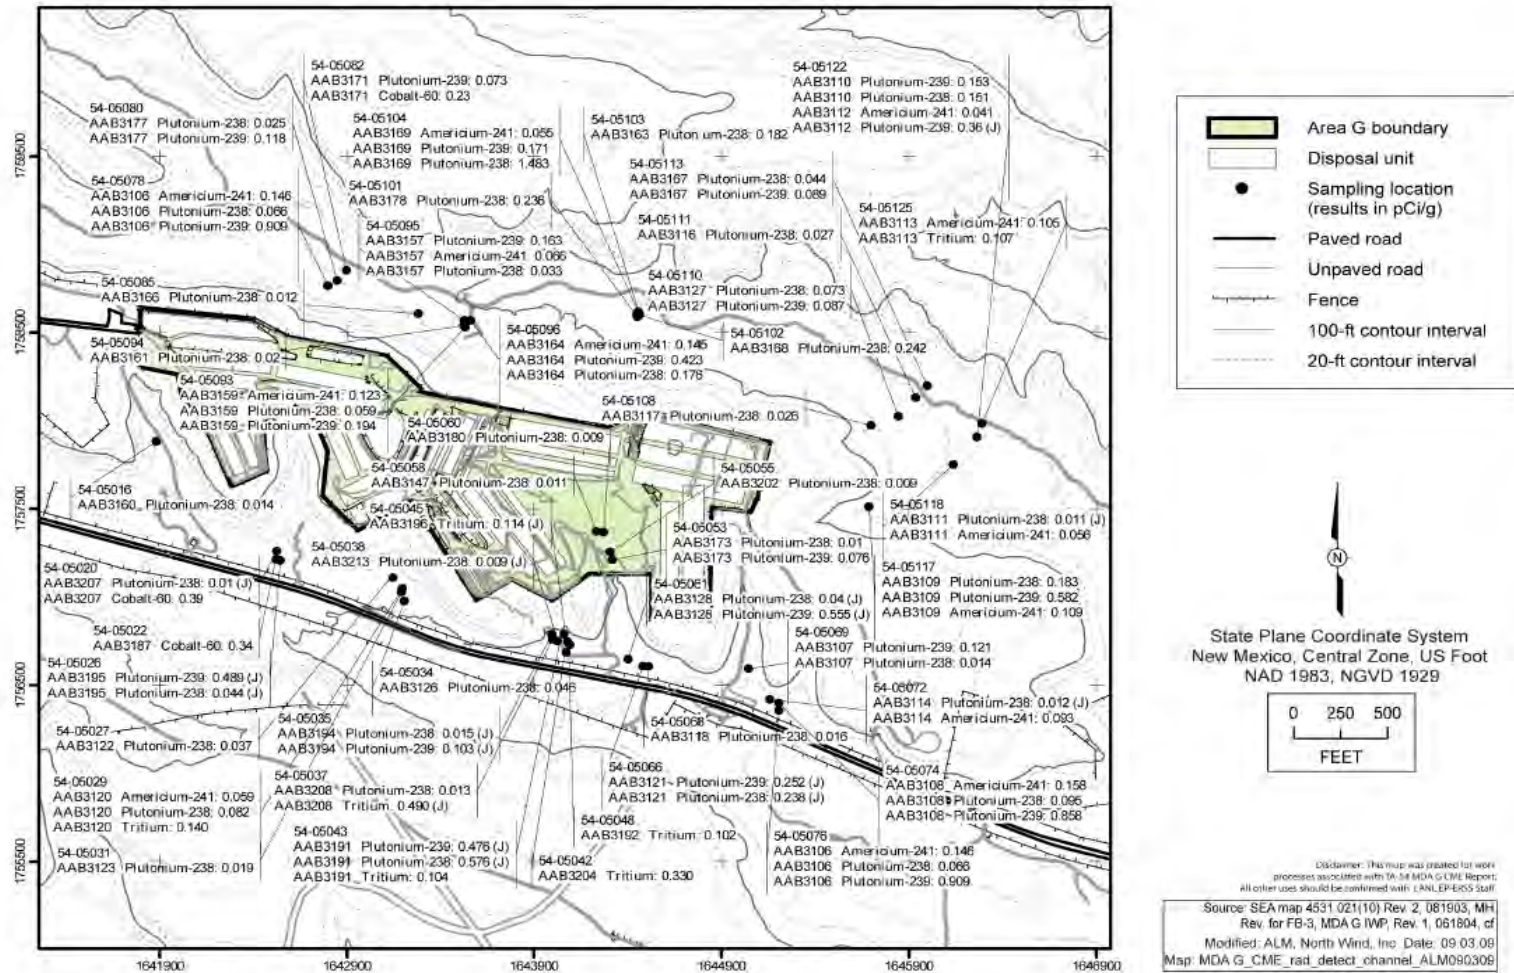 54-05082
AAB3171 Plutonium-239: 0.073
AAB3171 Cobalt-60: 0.23
54-05122
AAB3110 Plutonium-239: 0.153
AAB3110 Plutonium-238: 0.151
AAB3112 Americium-241: 0.041
AAB3112 Plutonium-239: 0.36 (J)
54-05080
AAB3177 Plutonium-238: 0.025
AAB3177 Plutonium-239: 0.118
54-05104
AAB3169 Americium-241: 0.055
AAB3169 Plutonium-239: 0.171
AAB3169 Plutonium-238: 1.483
54-05103
AAB3163 Plutonium-238: 0.182
54-05113
AAB3167 Plutonium-238: 0.044
AAB3167 Plutonium-239: 0.089
54-05078
AAB3106 Americium-241: 0.146
AAB3106 Plutonium-238: 0.066
AAB3106 Plutonium-239: 0.909
54-05101
AAB3178 Plutonium-238: 0.236
54-05095
AAB3157 Plutonium-239: 0.163
AAB3157 Americium-241: 0.066
AAB3157 Plutonium-238: 0.033
54-05111
AAB3116 Plutonium-238: 0.027
54-05125
AAB3113 Americium-241: 0.105
AAB3113 Tritium: 0.107
54-05085
AAB3166 Plutonium-238: 0.012
54-05110
AAB3127 Plutonium-238: 0.073
AAB3127 Plutonium-239: 0.087
54-05094
AAB3161 Plutonium-238: 0.02
54-05096
AAB3164 Americium-241: 0.145
AAB3164 Plutonium-239: 0.423
AAB3164 Plutonium-238: 0.176
54-05102
AAB3168 Plutonium-238: 0.242
54-05093
AAB3159 Americium-241: 0.123
AAB3159 Plutonium-238: 0.059
AAB3159 Plutonium-239: 0.194
54-05108
AAB3117 Plutonium-238: 0.026
54-05060
AAB3180 Plutonium-238: 0.009
54-05058
AAB3147 Plutonium-238: 0.011
54-05055
AAB3202 Plutonium-238: 0.009
54-05016
AAB3160 Plutonium-238: 0.014
54-05045
AAB3196 Tritium: 0.114 (J)
54-05118
AAB3111 Plutonium-238: 0.011 (J)
AAB3111 Americium-241: 0.056
54-05053
AAB3173 Plutonium-238: 0.01
AAB3173 Plutonium-239: 0.076
54-05038
AAB3213 Plutonium-238: 0.009 (J)
54-05020
AAB3207 Plutonium-238: 0.01 (J)
AAB3207 Cobalt-60: 0.39
54-05061
AAB3128 Plutonium-238: 0.04 (J)
AAB3128 Plutonium-239: 0.555 (J)
54-05117
AAB3109 Plutonium-238: 0.183
AAB3109 Plutonium-239: 0.582
AAB3109 Americium-241: 0.109
54-05022
AAB3187 Cobalt-60: 0.34
54-05069
AAB3107 Plutonium-239: 0.121
AAB3107 Plutonium-238: 0.014
54-05026
AAB3195 Plutonium-239: 0.489 (J)
AAB3195 Plutonium-238: 0.044 (J)
54-05034
AAB3126 Plutonium-238: 0.046
54-05072
AAB3114 Plutonium-238: 0.012 (J)
AAB3114 Americium-241: 0.093
54-05027
AAB3122 Plutonium-238: 0.037
54-05035
AAB3194 Plutonium-238: 0.015 (J)
AAB3194 Plutonium-239: 0.103 (J)
54-05068
AAB3118 Plutonium-238: 0.016
54-05029
AAB3120 Americium-241: 0.059
AAB3120 Plutonium-238: 0.082
AAB3120 Tritium: 0.140
54-05037
AAB3208 Plutonium-238: 0.013
AAB3208 Tritium: 0.490 (J)
54-05066
AAB3121 Plutonium-239: 0.252 (J)
AAB3121 Plutonium-238: 0.238 (J)
54-05074
AAB3108 Americium-241: 0.158
AAB3108 Plutonium-238: 0.095
AAB3108 Plutonium-239: 0.858
54-05048
AAB3192 Tritium: 0.102
54-05031
AAB3123 Plutonium-238: 0.019
54-05043
AAB3191 Plutonium-239: 0.476 (J)
AAB3191 Plutonium-238: 0.576 (J)
AAB3191 Tritium: 0.104
54-05042
AAB3204 Tritium: 0.330
54-05076
AAB3106 Americium-241: 0.146
AAB3106 Plutonium-238: 0.066
AAB3106 Plutonium-239: 0.909
1759500
1758500
1757500
1756500
1755500
1641900
1642900
1643900
1644900
1645900
1646900
Area G boundary
Disposal unit
Sampling location
(results in pCi/g)
Paved road
Unpaved road
Fence
100-ft contour interval
20-ft contour interval
N
State Plane Coordinate System
New Mexico, Central Zone, US Foot
NAD 1983, NGVD 1929
0 250 500
FEET
Disclaimer: This map was created for work
processes associated with TA-54 MDA G CME Report.
All other uses should be confirmed with LANL EP-ERSS Staff.
Source: SEA map 4531.021(10) Rev. 2, 081903, MH
Rev. for FB-3, MDA G IWP, Rev. 1, 061804, cf
Modified: ALM, North Wind, Inc. Date: 09.03.09
Map: MDA G_CME_rad_detect_channel_ALM090309